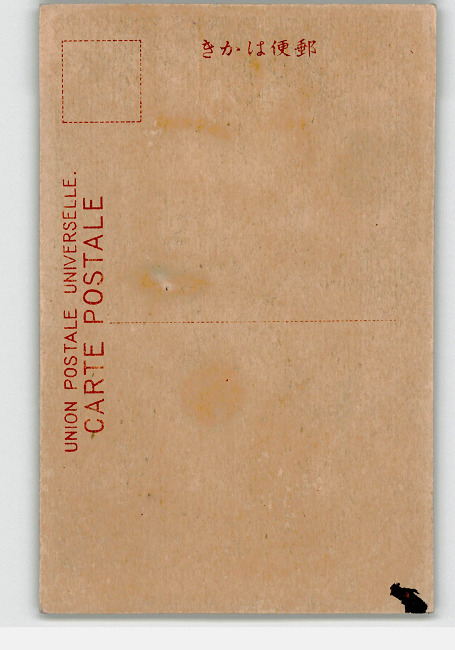 きかは便郵
UNION POSTALE UNIVERSELLE.
CARTE POSTALE